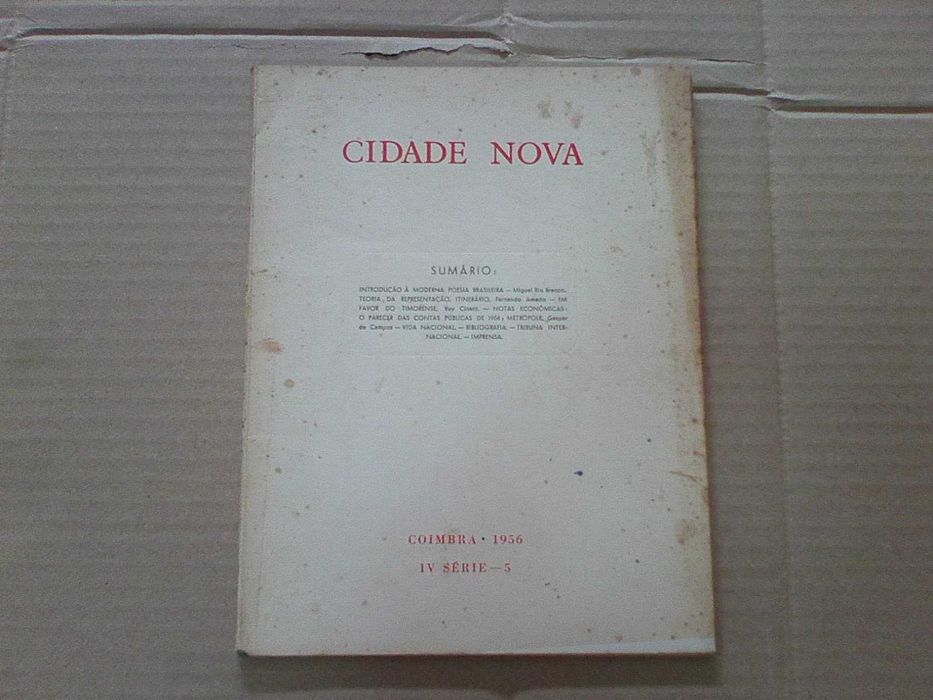 CIDADE NOVA
SUMÁRIO:
INTRODUÇÃO À MODERNA POESIA BRASILEIRA — Miguel Rio Branco.
TEORIA DA REPRESENTAÇÃO, ITINERÁRIO, Fernando Amado — EM
FAVOR DO TIMORENSE, Ruy Cinatti. — NOTAS ECONÓMICAS:
O PARECER DAS CONTAS PÚBLICAS DE 1954; METRÓPOLE, Gaspar
de Campos — VIDA NACIONAL. — BIBLIOGRAFIA. — TRIBUNA INTER-
NACIONAL. — IMPRENSA.
COIMBRA · 1956
IV SÉRIE — 5